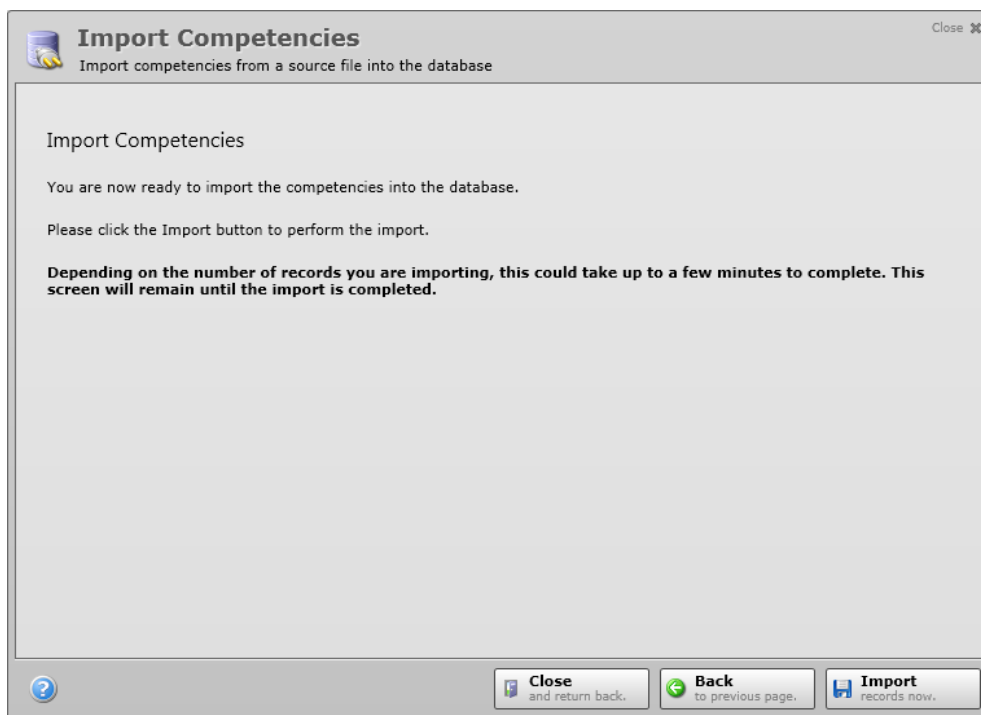 Import Competencies
Close
Import competencies from a source file into the database
Import Competencies
You are now ready to import the competencies into the database.
Please click the Import button to perform the import.
Depending on the number of records you are importing, this could take up to a few minutes to complete. This
screen will remain until the import is completed.
Close
and return back.
Back
to previous page.
Import
records now.